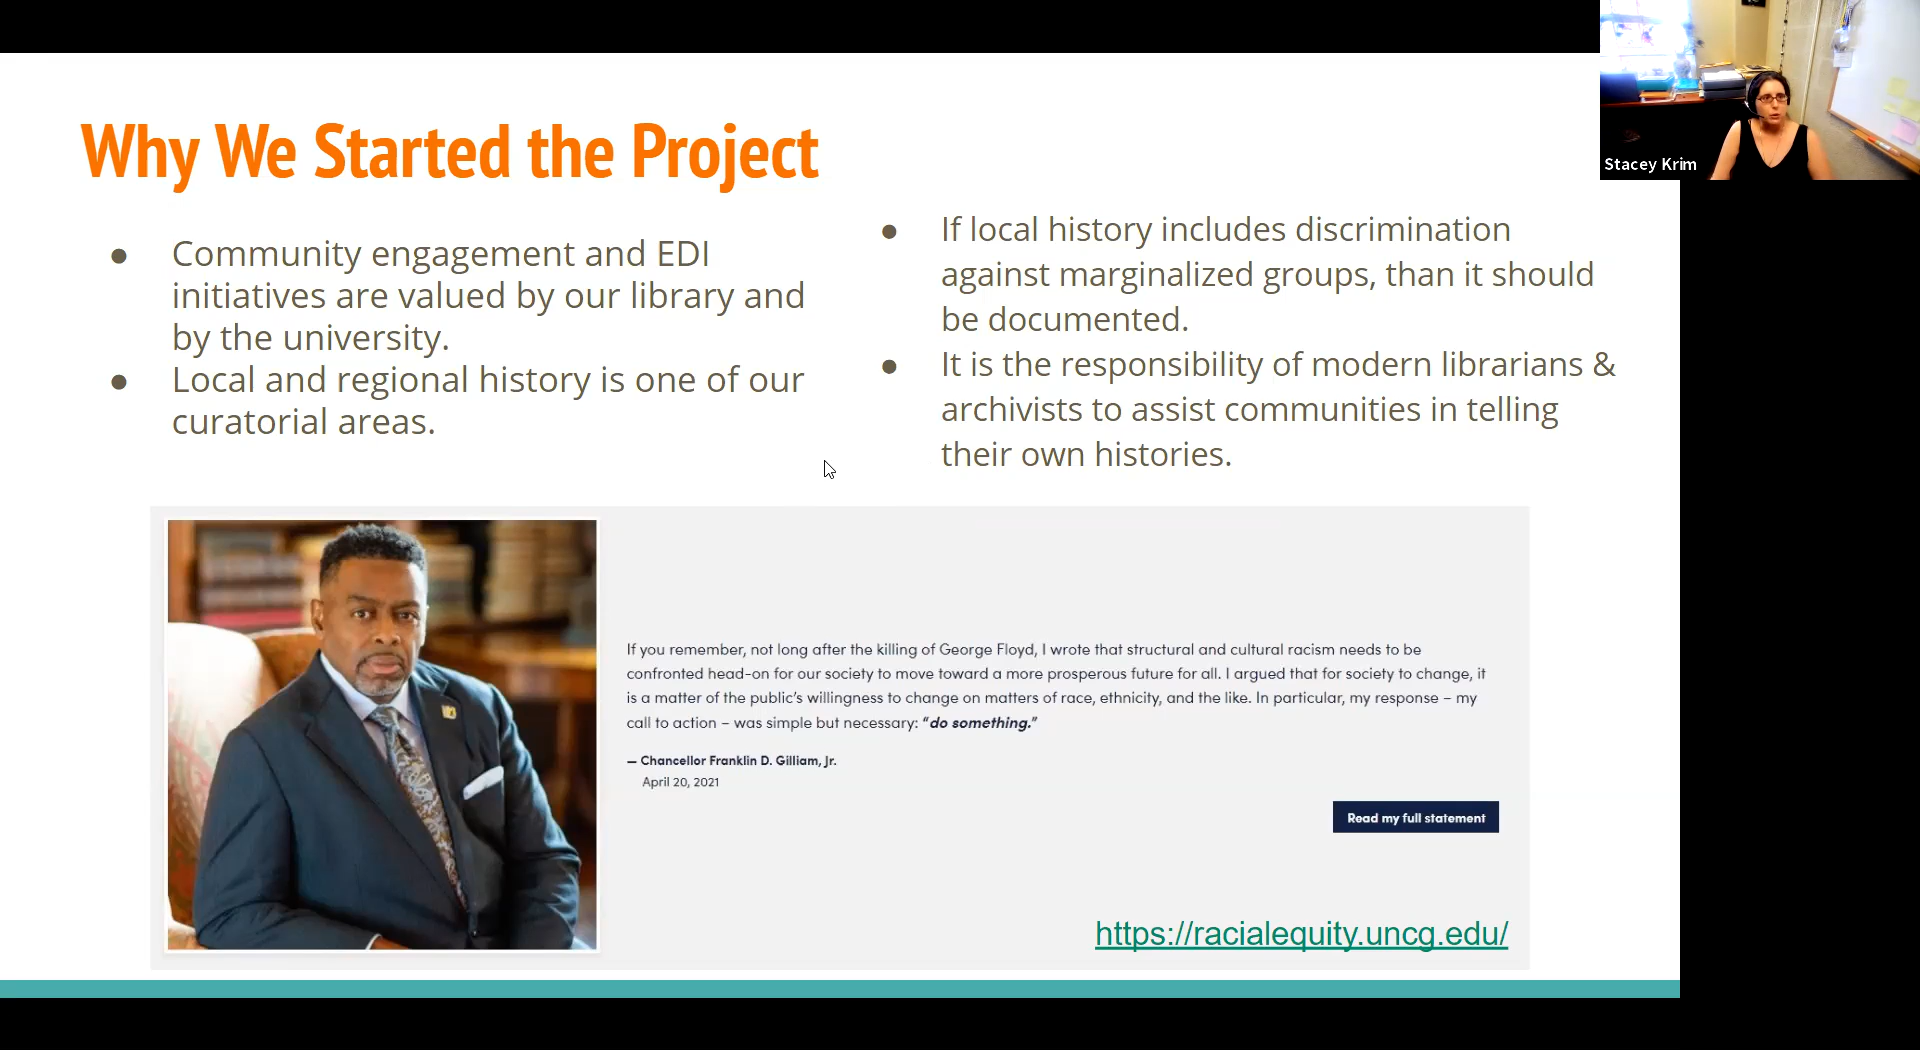 Why We Started the Project
● Community engagement and EDI
initiatives are valued by our library and
by the university.
● Local and regional history is one of our
curatorial areas.
● If local history includes discrimination
against marginalized groups, than it should
be documented.
● It is the responsibility of modern librarians &
archivists to assist communities in telling
their own histories.
If you remember, not long after the killing of George Floyd, I wrote that structural and cultural racism needs to be
confronted head-on for our society to move toward a more prosperous future for all. I argued that for society to change, it
is a matter of the public's willingness to change on matters of race, ethnicity, and the like. In particular, my response – my
call to action – was simple but necessary: “do something.”
— Chancellor Franklin D. Gilliam, Jr.
April 20, 2021
Read my full statement
https://racialequity.uncg.edu/
Stacey Krim